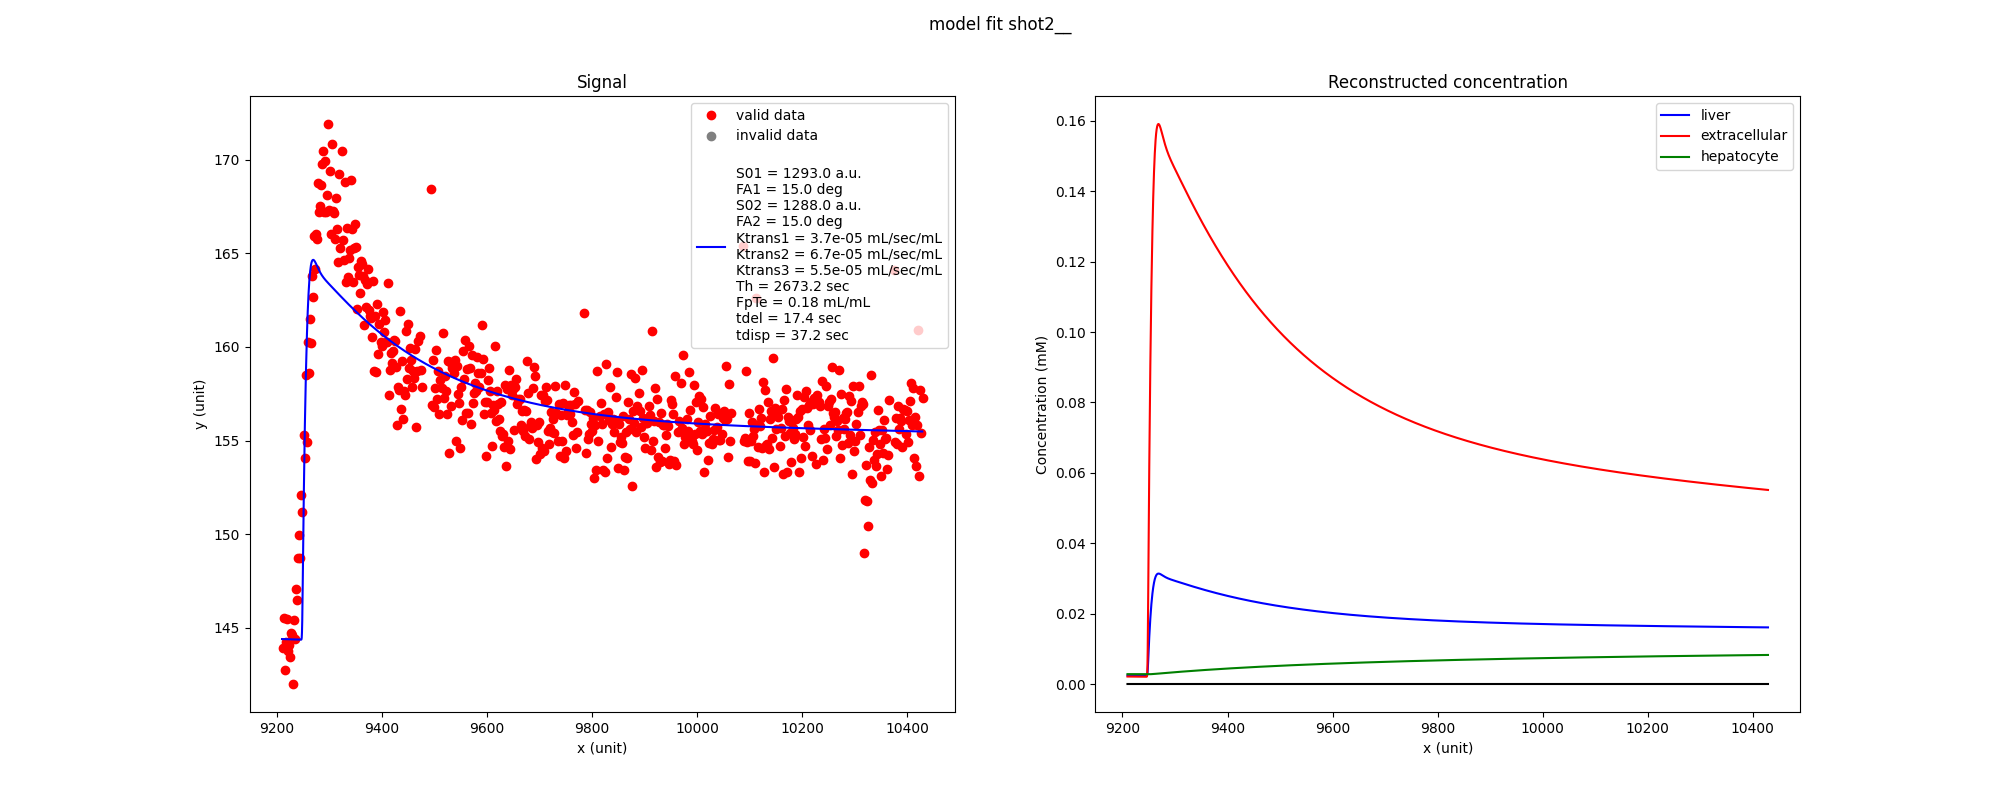 model fit shot2__
Signal
y (unit)
170
165
160
155
150
145
9200 9400 9600 9800 10000 10200 10400
x (unit)
valid data
invalid data
S01 = 1293.0 a.u.
FA1 = 15.0 deg
S02 = 1288.0 a.u.
FA2 = 15.0 deg
Ktrans1 = 3.7e-05 mL/sec/mL
Ktrans2 = 6.7e-05 mL/sec/mL
Ktrans3 = 5.5e-05 mL/sec/mL
Th = 2673.2 sec
Fp fe = 0.18 mL/mL
tdel = 17.4 sec
tdisp = 37.2 sec
Reconstructed concentration
Concentration (mM)
0.16
0.14
0.12
0.10
0.08
0.06
0.04
0.02
0.00
9200 9400 9600 9800 10000 10200 10400
x (unit)
liver
extracellular
hepatocyte